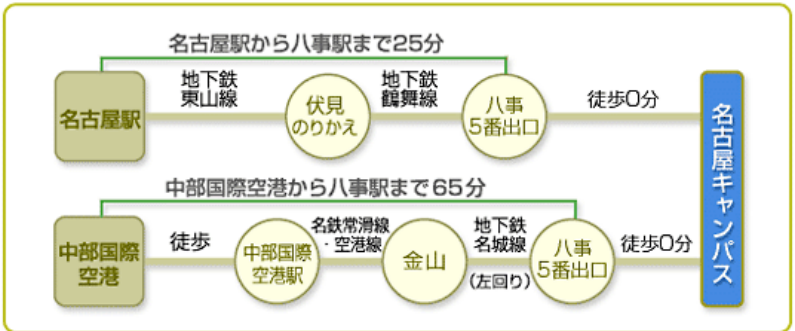 名古屋駅から八事駅まで25分
名古屋駅
地下鉄
東山線
伏見
のりかえ
地下鉄
鶴舞線
八事
5番出口
徒歩0分
名古屋キャンパス
中部国際空港から八事駅まで65分
中部国際
空港
徒歩
中部国際
空港駅
名鉄常滑線
・空港線
金山
地下鉄
名城線
(左回り)
八事
5番出口
徒歩0分